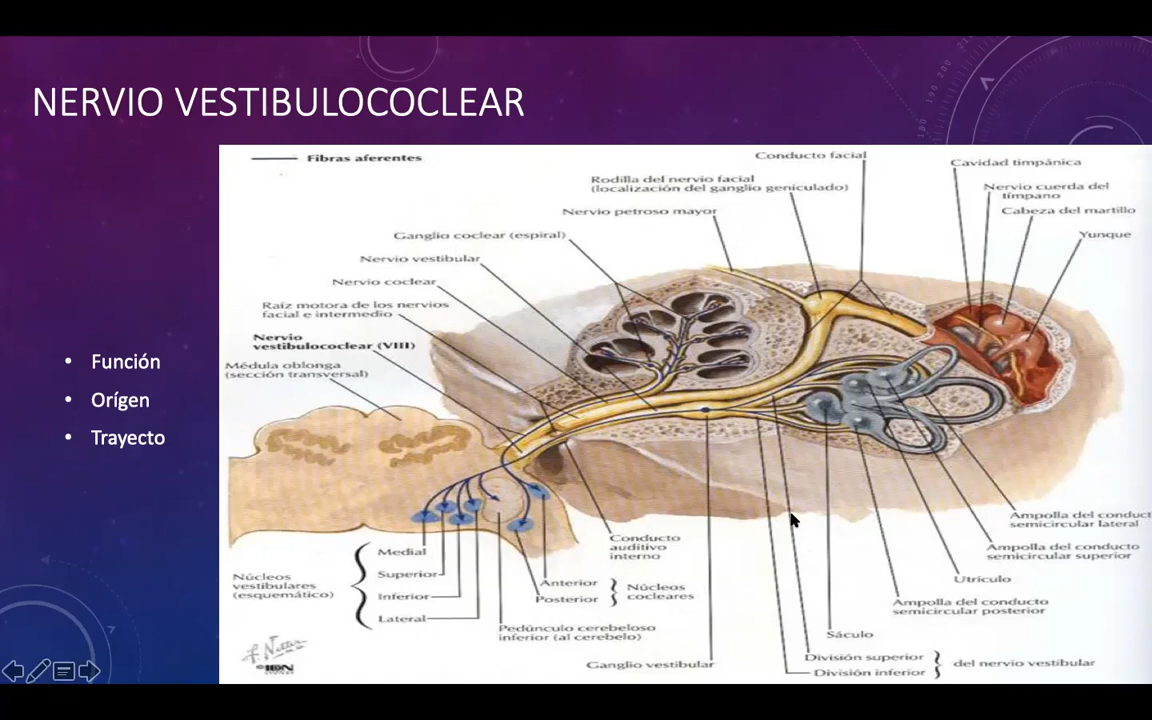 NERVIO VESTIBULOCOCLEAR
• Función
• Orígen
• Trayecto
Fibras aferentes
Conducto facial
Cavidad timpánica
Rodilla del nervio facial
(localización del ganglio geniculado)
Nervio cuerda del
tímpano
Nervio petroso mayor
Cabeza del martillo
Ganglio coclear (espiral)
Yunque
Nervio vestibular
Nervio coclear
Raíz motora de los nervios
facial e intermedio
Nervio
vestibulococlear (VIII)
Médula oblonga
(sección transversal)
Ampolla del conduct
semicircular lateral
Conducto
auditivo
interno
Ampolla del conducto
semicircular superior
Medial
Superior
Inferior
Lateral
Núcleos
vestibulares
(esquemático)
Anterior
Posterior
Núcleos
cocleares
Utrículo
Ampolla del conducto
semicircular posterior
Pedúnculo cerebeloso
inferior (al cerebelo)
Sáculo
Ganglio vestibular
División superior
División inferior
del nervio vestibular